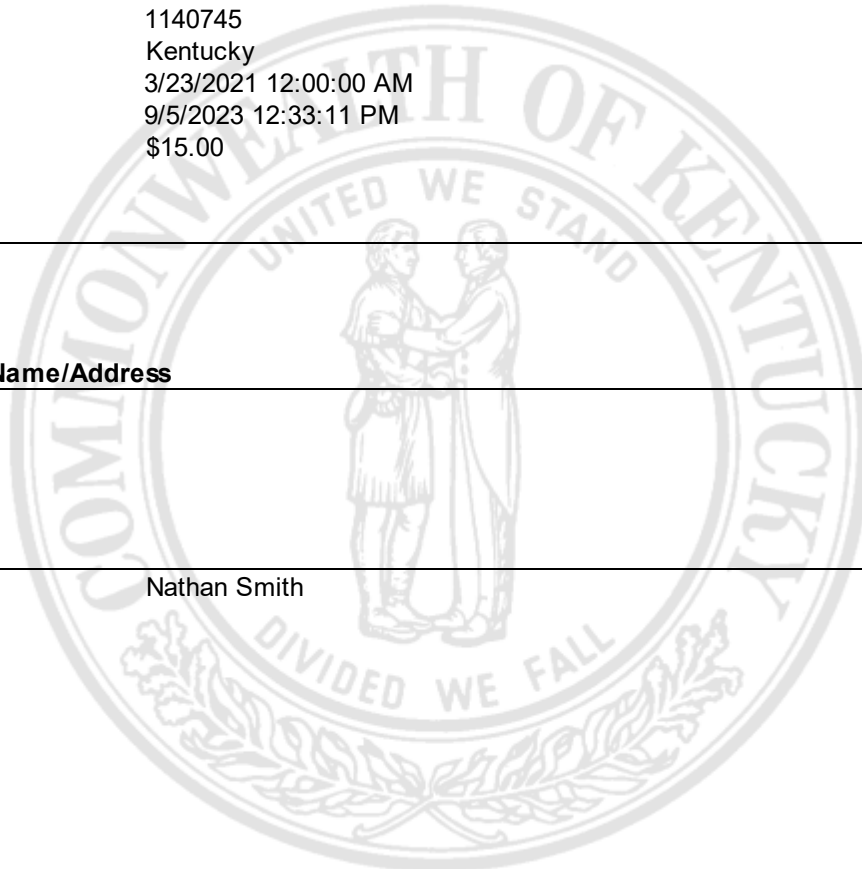 1140745
Kentucky
3/23/2021 12:00:00 AM
9/5/2023 12:33:11 PM
$15.00
COMMONWEALTH OF KENTUCKY
UNITED WE STAND
Name/Address
Nathan Smith
DIVIDED WE FALL